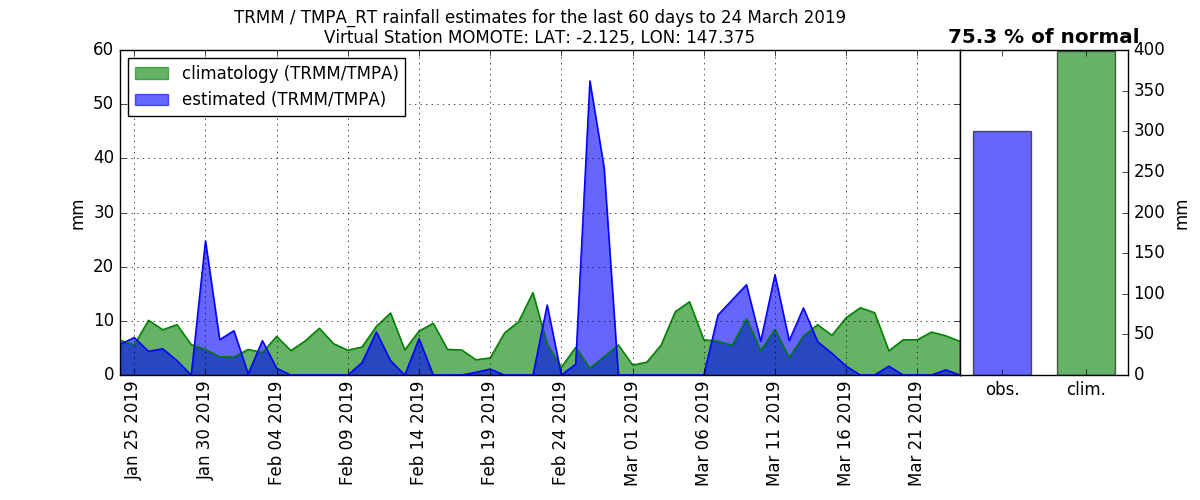 TRMM / TMPA_RT rainfall estimates for the last 60 days to 24 March 2019
Virtual Station MOMOTE: LAT: -2.125, LON: 147.375
75.3 % of normal
climatology (TRMM/TMPA)
estimated (TRMM/TMPA)
60
50
40
30
20
10
0
mm
Jan 25 2019
Jan 30 2019
Feb 04 2019
Feb 09 2019
Feb 14 2019
Feb 19 2019
Feb 24 2019
Mar 01 2019
Mar 06 2019
Mar 11 2019
Mar 16 2019
Mar 21 2019
obs.
clim.
400
350
300
250
200
150
100
50
0
mm